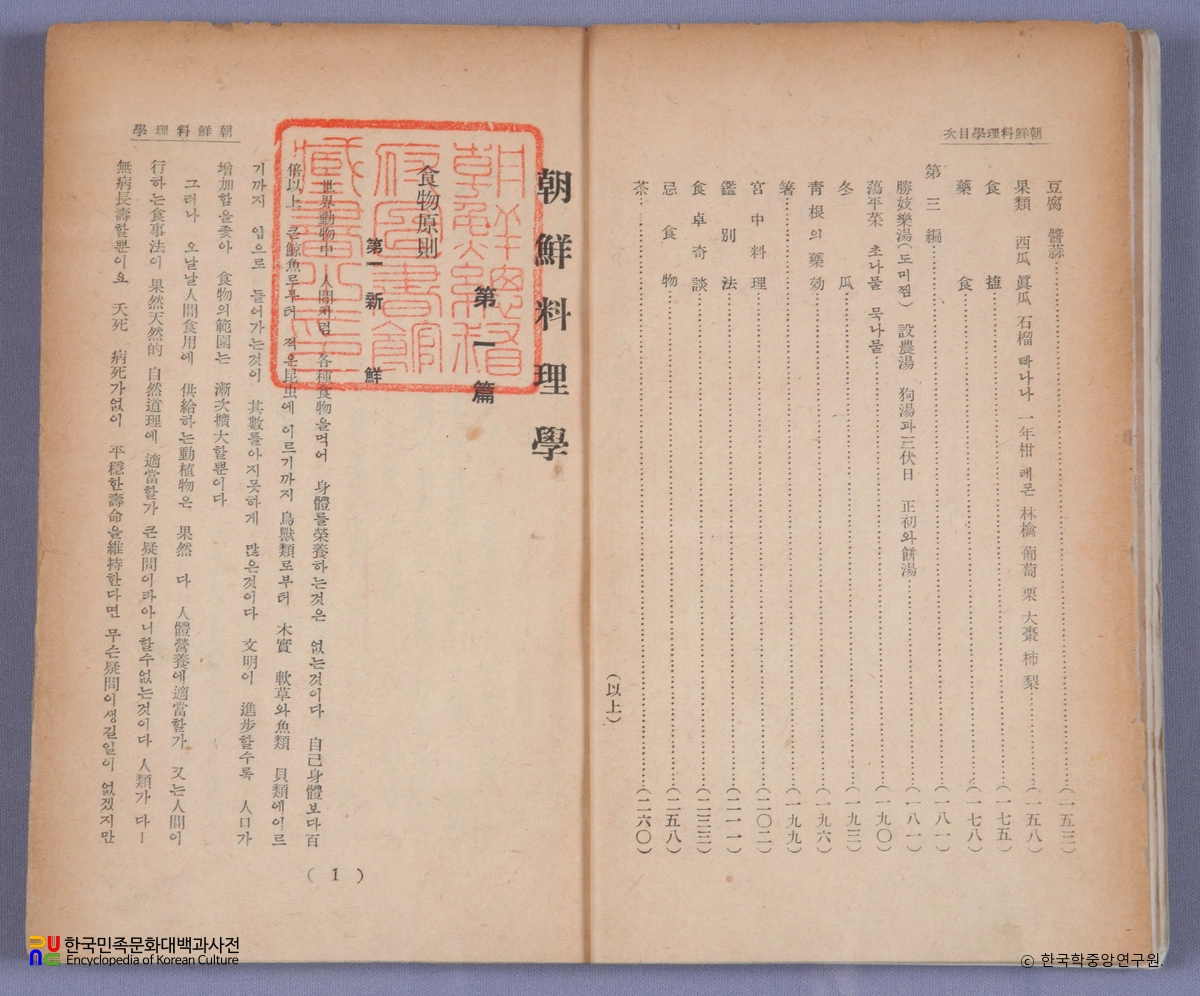 朝鮮料理學目次
豆腐 醬蒜……(一五三)
果類 西瓜 眞瓜 石榴 빠나나 一年柑 레몬 林檎 葡萄 栗 大棗 柿 梨……(一五八)
食 摭……(一七五)
藥 食……(一七八)
第三編……(一八一)
勝妓樂湯(도미찜) 設農湯 狗湯과三伏日 正初와餠湯……(一八一)
蕩平菜 초나물 묵나물……(一九〇)
冬 瓜……(一九三)
靑根의藥効……(一九六)
箸……(一九九)
宮中料理……(二〇二)
鑑別法……(二一一)
食卓奇談……(二三三)
忌食物……(二五八)
茶……(二六〇)
(以上)
朝鮮料理學
朝鮮料理學
第一篇
食物原則
第一 新 鮮
世界動物中 人間처럼 各種食物을먹어 身體를榮養하는것은 없는것이다 自己身體보다百
倍以上 큰鯨魚로부터 적은昆虫에 이르기까지 鳥獸類로부터 木實 軟草와魚類 貝類에이르
기까지 입으로 들어가는것이 其數를아지못하게 많은것이다 文明이 進步할수록 人口가
增加함을좇아 食物의範圍는 漸次擴大할뿐이다
그러나 오날날人間食用에 供給하는動植物은 果然 다 人體營養에適當할가 又는人間이
行하는食事法이 果然天然的 自然道理에 適當할가 큰疑問이라아니할수없는것이다 人類가 다ー
無病長壽할뿐이요 夭死 病死가없이 平穩한壽命을維持한다면 무슨疑問이생길일이 없겠지만
( 1 )
朝鮮總督府圖書館藏書之印
한국민족문화대백과사전
Encyclopedia of Korean Culture
ⓒ 한국학중앙연구원